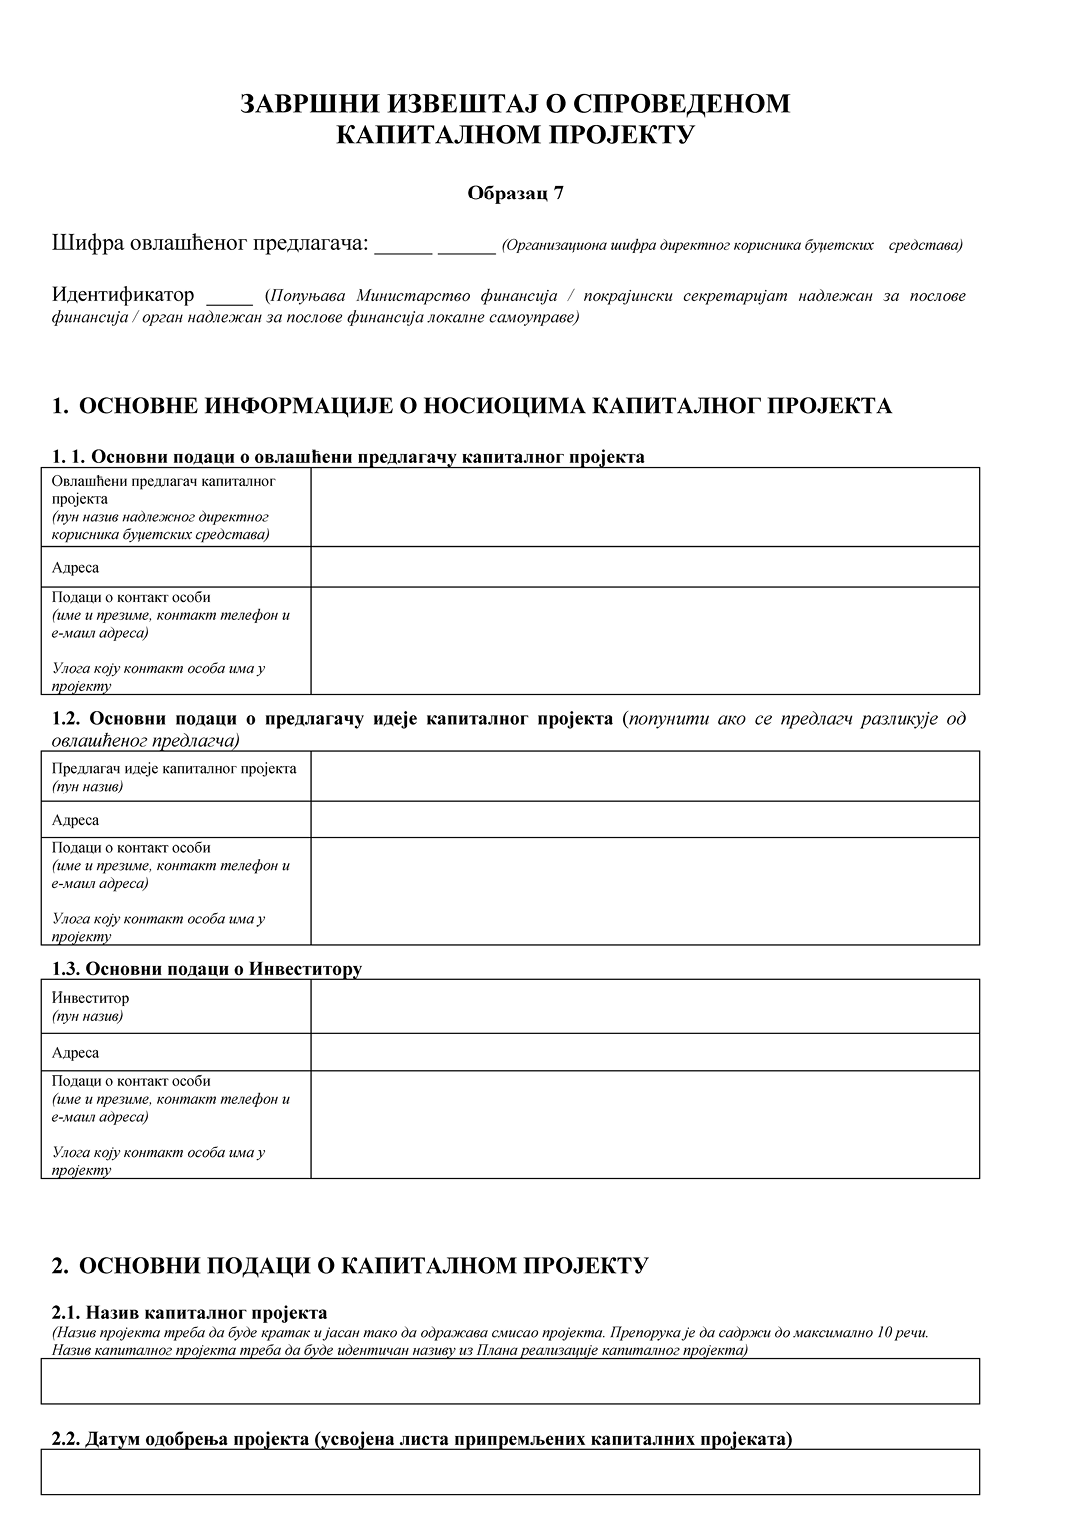 ЗАВРШНИ ИЗВЕШТАЈ О СПРОВЕДЕНОМ
КАПИТАЛНОМ ПРОЈЕКТУ
Образац 7
Шифра овлашћеног предлагача: _____ _____ (Организациона шифра директног корисника буџетских средстава)
Идентификатор ____ (Попуњава Министарство финансија / покрајински секретаријат надлежан за послове
финансија / орган надлежан за послове финансија локалне самоуправе)
1. ОСНОВНЕ ИНФОРМАЦИЈЕ О НОСИОЦИМА КАПИТАЛНОГ ПРОЈЕКТА
1. 1. Основни подаци о овлашћени предлагачу капиталног пројекта
Овлашћени предлагач капиталног
пројекта
(пун назив надлежног директног
корисника буџетских средстава)
Адреса
Подаци о контакт особи
(име и презиме, контакт телефон и
е-маил адреса)
Улога коју контакт особа има у
пројекту
1.2. Основни подаци о предлагачу идеје капиталног пројекта (попунити ако се предлагч разликује од
овлашћеног предлагча)
Предлагач идеје капиталног пројекта
(пун назив)
Адреса
Подаци о контакт особи
(име и презиме, контакт телефон и
е-маил адреса)
Улога коју контакт особа има у
пројекту
1.3. Основни подаци о Инвеститору
Инвеститор
(пун назив)
Адреса
Подаци о контакт особи
(име и презиме, контакт телефон и
е-маил адреса)
Улога коју контакт особа има у
пројекту
2. ОСНОВНИ ПОДАЦИ О КАПИТАЛНОМ ПРОЈЕКТУ
2.1. Назив капиталног пројекта
(Назив пројекта треба да буде кратак и јасан тако да одражава смисао пројекта. Препорука је да садржи до максимално 10 речи.
Назив капиталног пројекта треба да буде идентичан називу из Плана реализације капиталног пројекта)
2.2. Датум одобрења пројекта (усвојена листа припремљених капиталних пројеката)